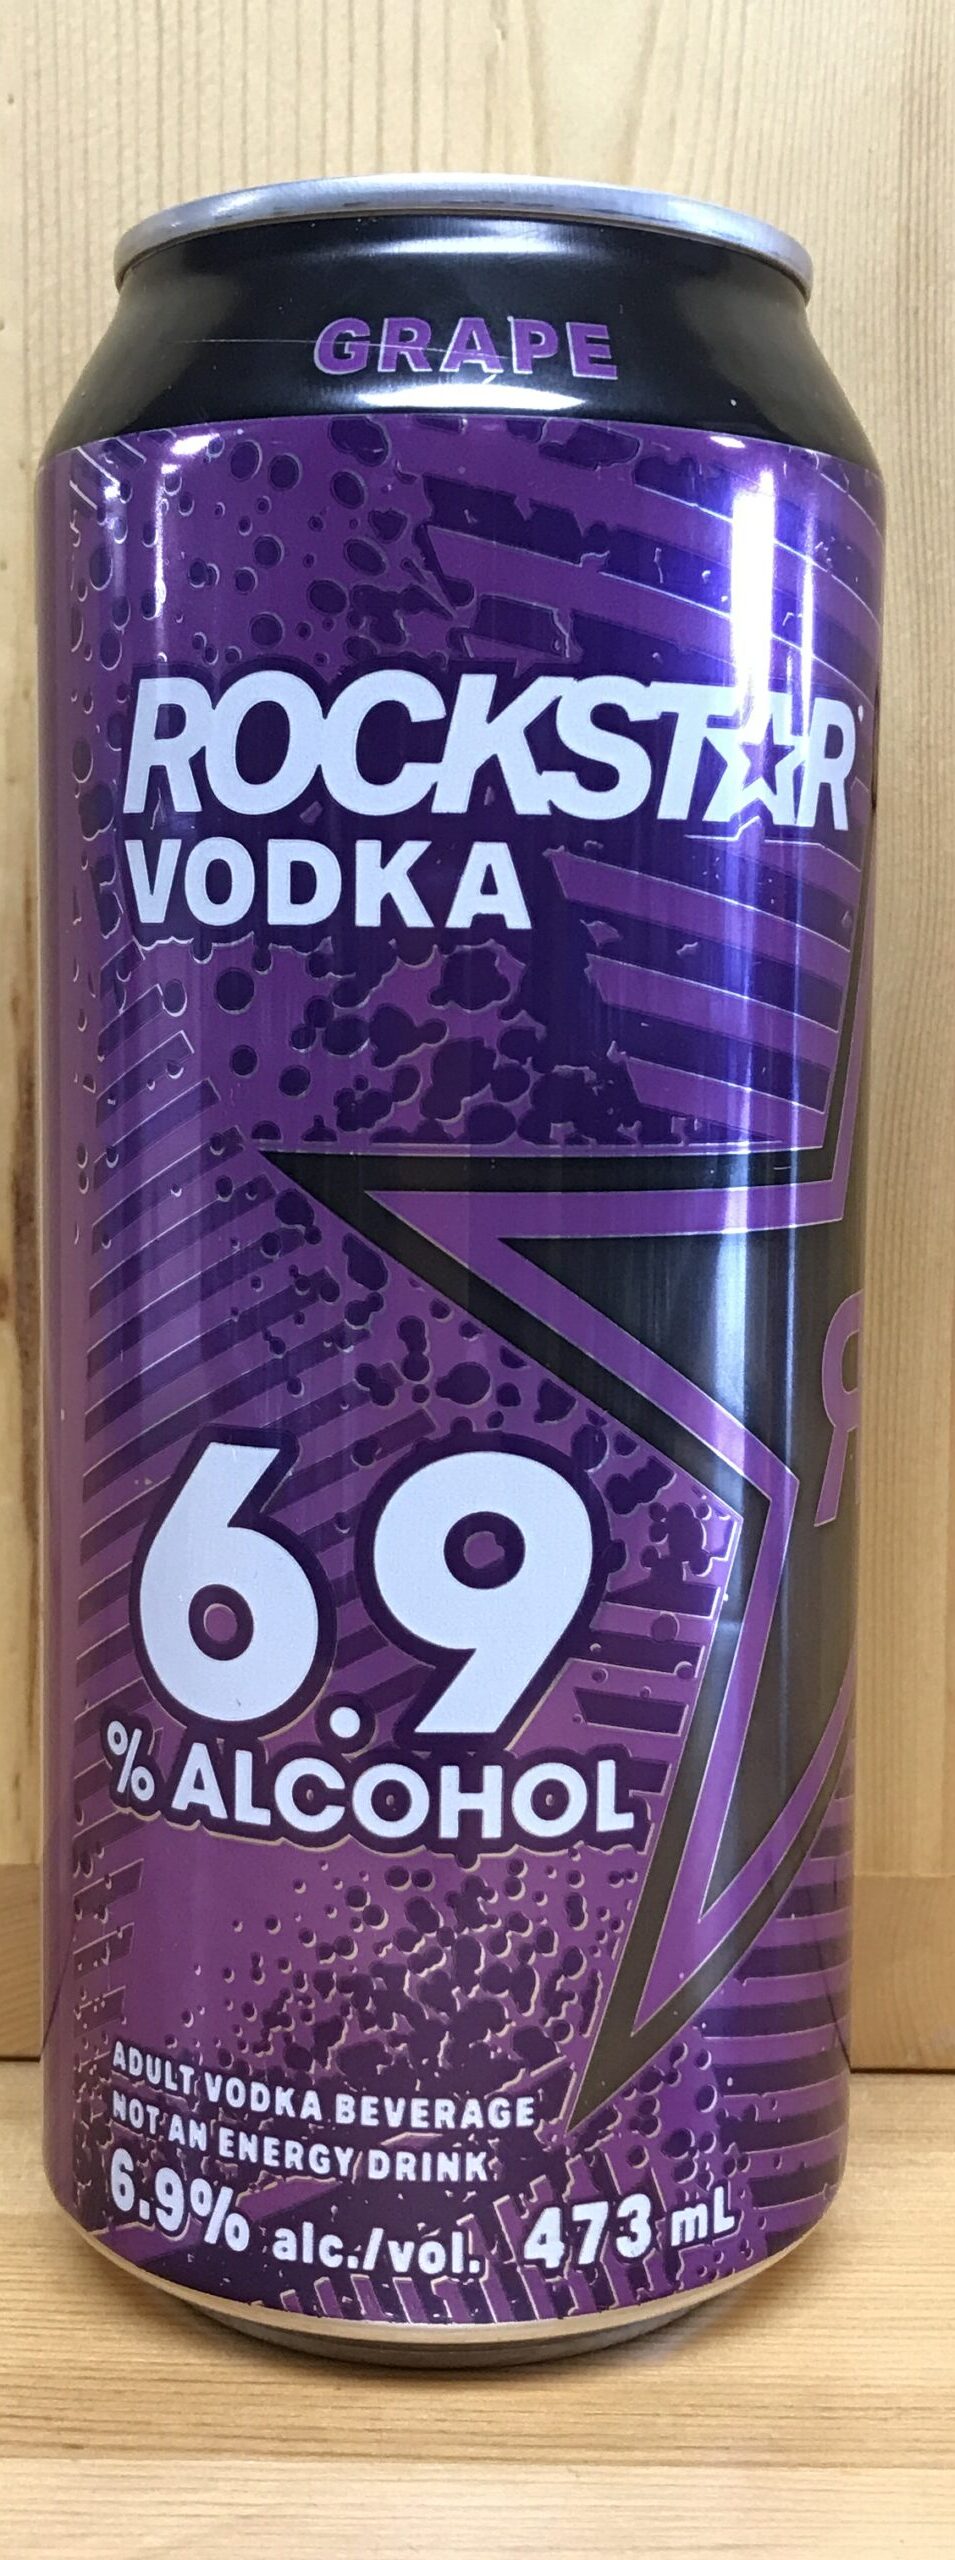 GRAPE
ROCKSTAR
VODKA
6.9
% ALCOHOL
ADULT VODKA BEVERAGE
NOT AN ENERGY DRINK
6.9% alc./vol. 473 mL